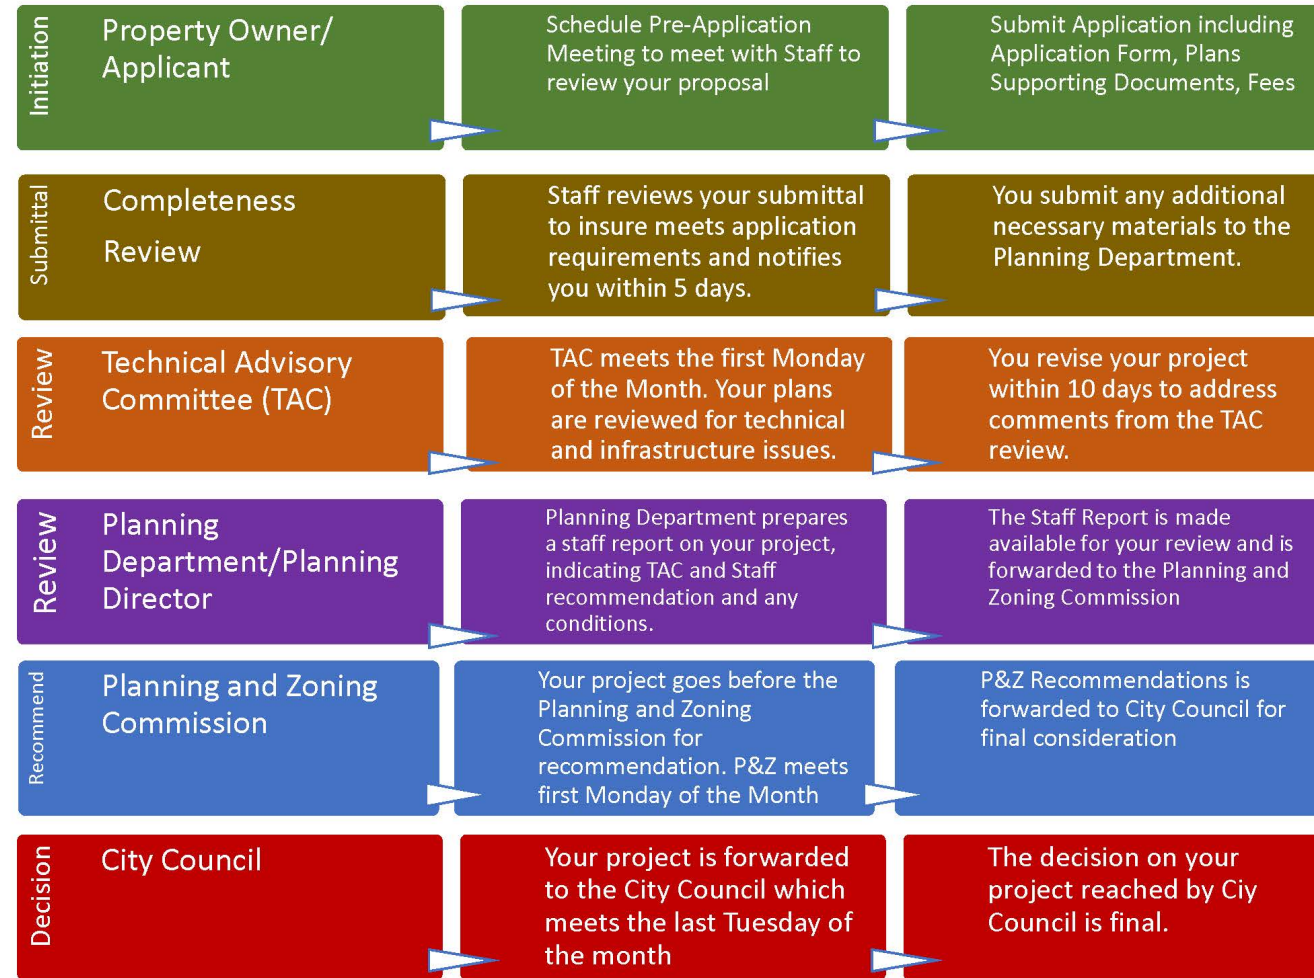 Initiation
Property Owner/
Applicant
Schedule Pre-Application
Meeting to meet with Staff to
review your proposal
Submit Application including
Application Form, Plans
Supporting Documents, Fees
Submittal
Completeness
Review
Staff reviews your submittal
to insure meets application
requirements and notifies
you within 5 days.
You submit any additional
necessary materials to the
Planning Department.
Review
Technical Advisory
Committee (TAC)
TAC meets the first Monday
of the Month. Your plans
are reviewed for technical
and infrastructure issues.
You revise your project
within 10 days to address
comments from the TAC
review.
Review
Planning
Department/Planning
Director
Planning Department prepares
a staff report on your project,
indicating TAC and Staff
recommendation and any
conditions.
The Staff Report is made
available for your review and is
forwarded to the Planning and
Zoning Commission
Recommend
Planning and Zoning
Commission
Your project goes before the
Planning and Zoning
Commission for
recommendation. P&Z meets
first Monday of the Month
P&Z Recommendations is
forwarded to City Council for
final consideration
Decision
City Council
Your project is forwarded
to the City Council which
meets the last Tuesday of
the month
The decision on your
project reached by Ciy
Council is final.